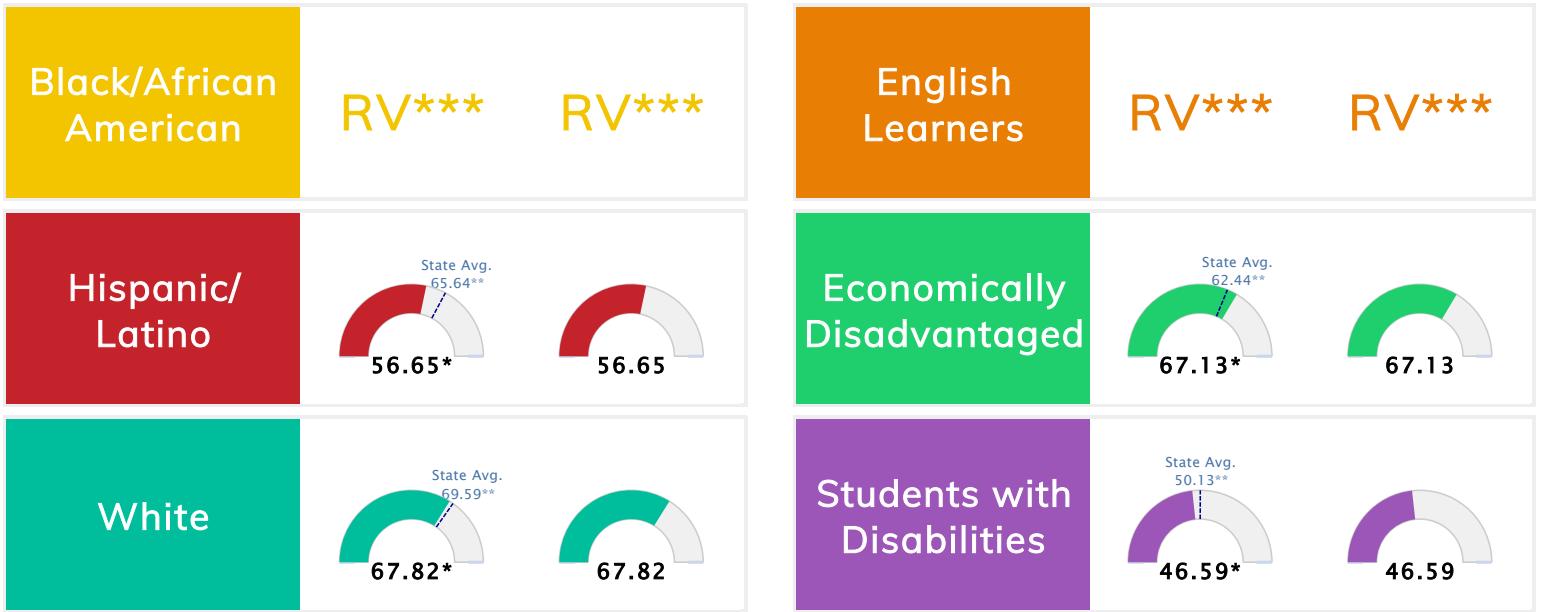 Black/African
American
RV***
RV***
English
Learners
RV***
RV***
Hispanic/
Latino
State Avg.
65.64**
56.65*
56.65
Economically
Disadvantaged
State Avg.
62.44**
67.13*
67.13
White
State Avg.
69.59**
67.82*
67.82
Students with
Disabilities
State Avg.
50.13**
46.59*
46.59